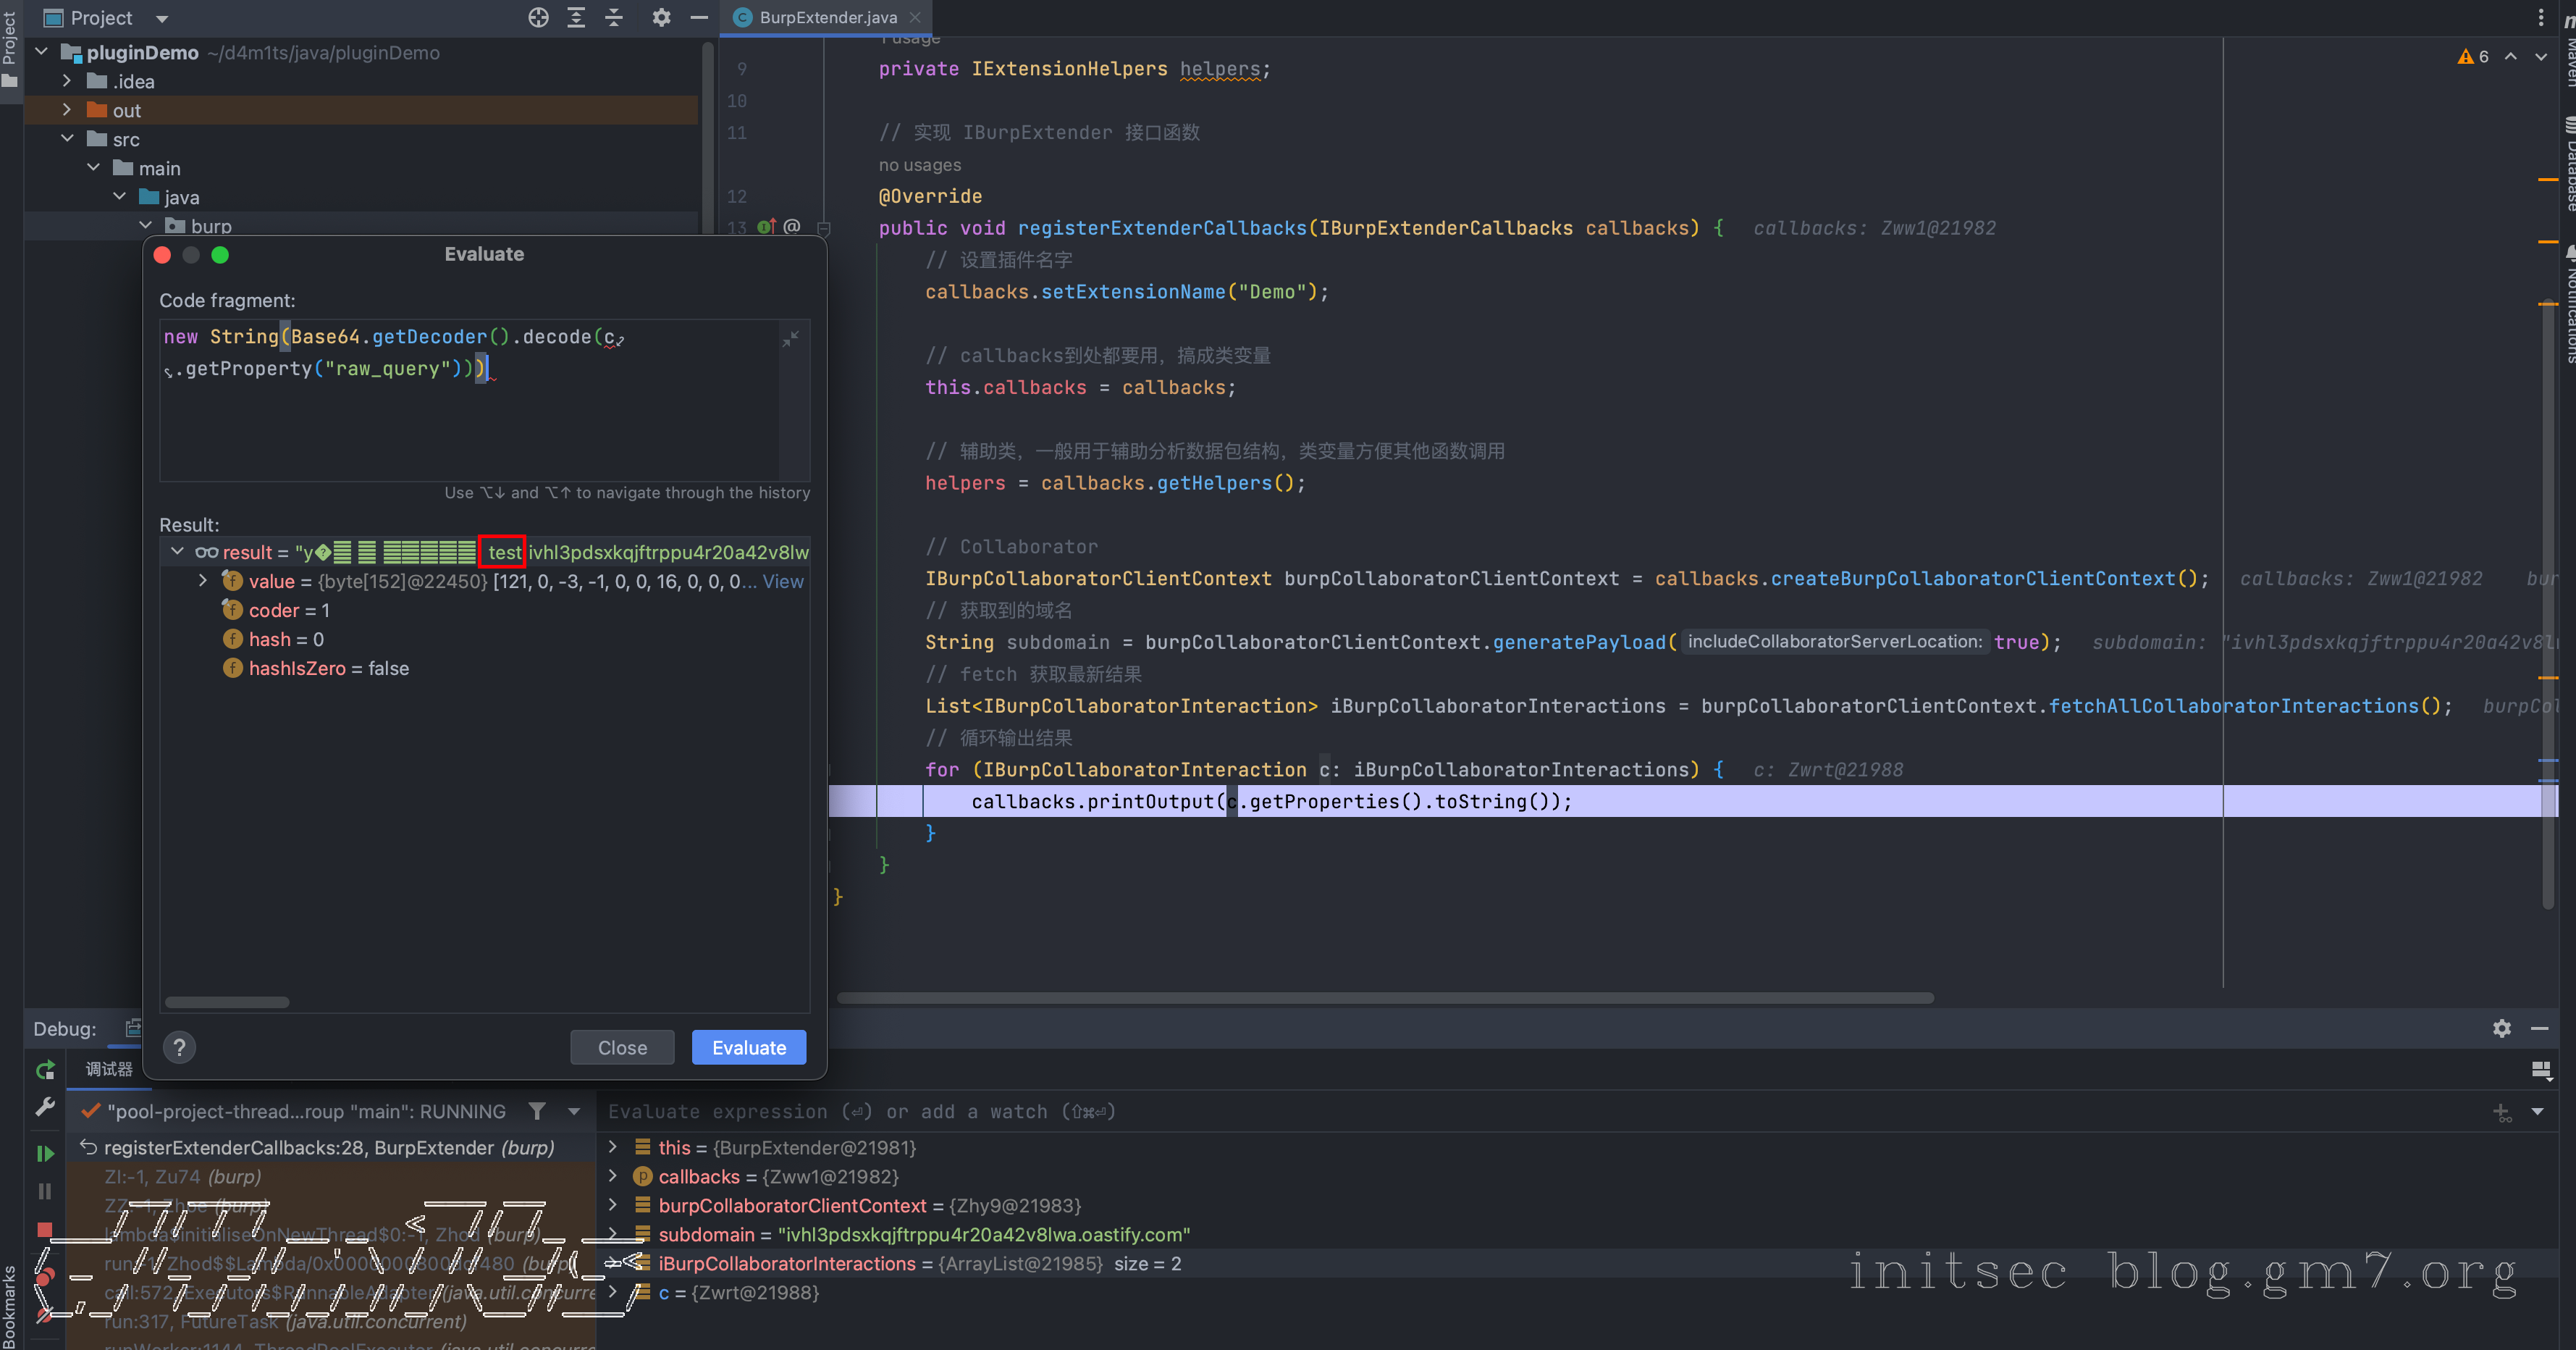 Project
BurpExtender.java
Project
pluginDemo ~/d4m1ts/java/pluginDemo
.idea
out
src
main
java
burp
6
Maven
Database
Notifications
1 usage
9 private IExtensionHelpers helpers;
10
11 // 实现 IBurpExtender 接口函数
no usages
12 @Override
13 public void registerExtenderCallbacks(IBurpExtenderCallbacks callbacks) { callbacks: Zww1@21982
// 设置插件名字
callbacks.setExtensionName("Demo");
// callbacks到处都要用，搞成类变量
this.callbacks = callbacks;
// 辅助类，一般用于辅助分析数据包结构，类变量方便其他函数调用
helpers = callbacks.getHelpers();
// Collaborator
IBurpCollaboratorClientContext burpCollaboratorClientContext = callbacks.createBurpCollaboratorClientContext(); callbacks: Zww1@21982 bur
// 获取到的域名
String subdomain = burpCollaboratorClientContext.generatePayload( includeCollaboratorServerLocation: true); subdomain: "ivhl3pdsxkqjftrppu4r20a42v8l
// fetch 获取最新结果
List<IBurpCollaboratorInteraction> iBurpCollaboratorInteractions = burpCollaboratorClientContext.fetchAllCollaboratorInteractions(); burpCol
// 循环输出结果
for (IBurpCollaboratorInteraction c: iBurpCollaboratorInteractions) { c: Zwrt@21988
callbacks.printOutput(c.getProperties().toString());
}
}
}
Evaluate
Code fragment:
new String(Base64.getDecoder().decode(c
.getProperty("raw_query")))
Use ⌥↓ and ⌥↑ to navigate through the history
Result:
result = "y test ivhl3pdsxkqjftrppu4r20a42v8lw
value = {byte[152]@22450} [121, 0, -3, -1, 0, 0, 16, 0, 0, 0... View
coder = 1
hash = 0
hashIsZero = false
?
Close
Evaluate
Debug:
调试器
"pool-project-thread...roup "main": RUNNING
Evaluate expression (⏎) or add a watch (⇧⌘⏎)
registerExtenderCallbacks:28, BurpExtender (burp)
ZI:-1, Zu74 (burp)
ZZ:-1, Zhoe (burp)
lambda$initialiseOnNewThread$0:-1, Zhod (burp)
call:572, Executors$RunnableAdapter (java.util.concurre
run:317, FutureTask (java.util.concurrent)
this = {BurpExtender@21981}
callbacks = {Zww1@21982}
burpCollaboratorClientContext = {Zhy9@21983}
subdomain = "ivhl3pdsxkqjftrppu4r20a42v8lwa.oastify.com"
iBurpCollaboratorInteractions = {ArrayList@21985} size = 2
c = {Zwrt@21988}
Bookmarks
initsec blog.gm7.org